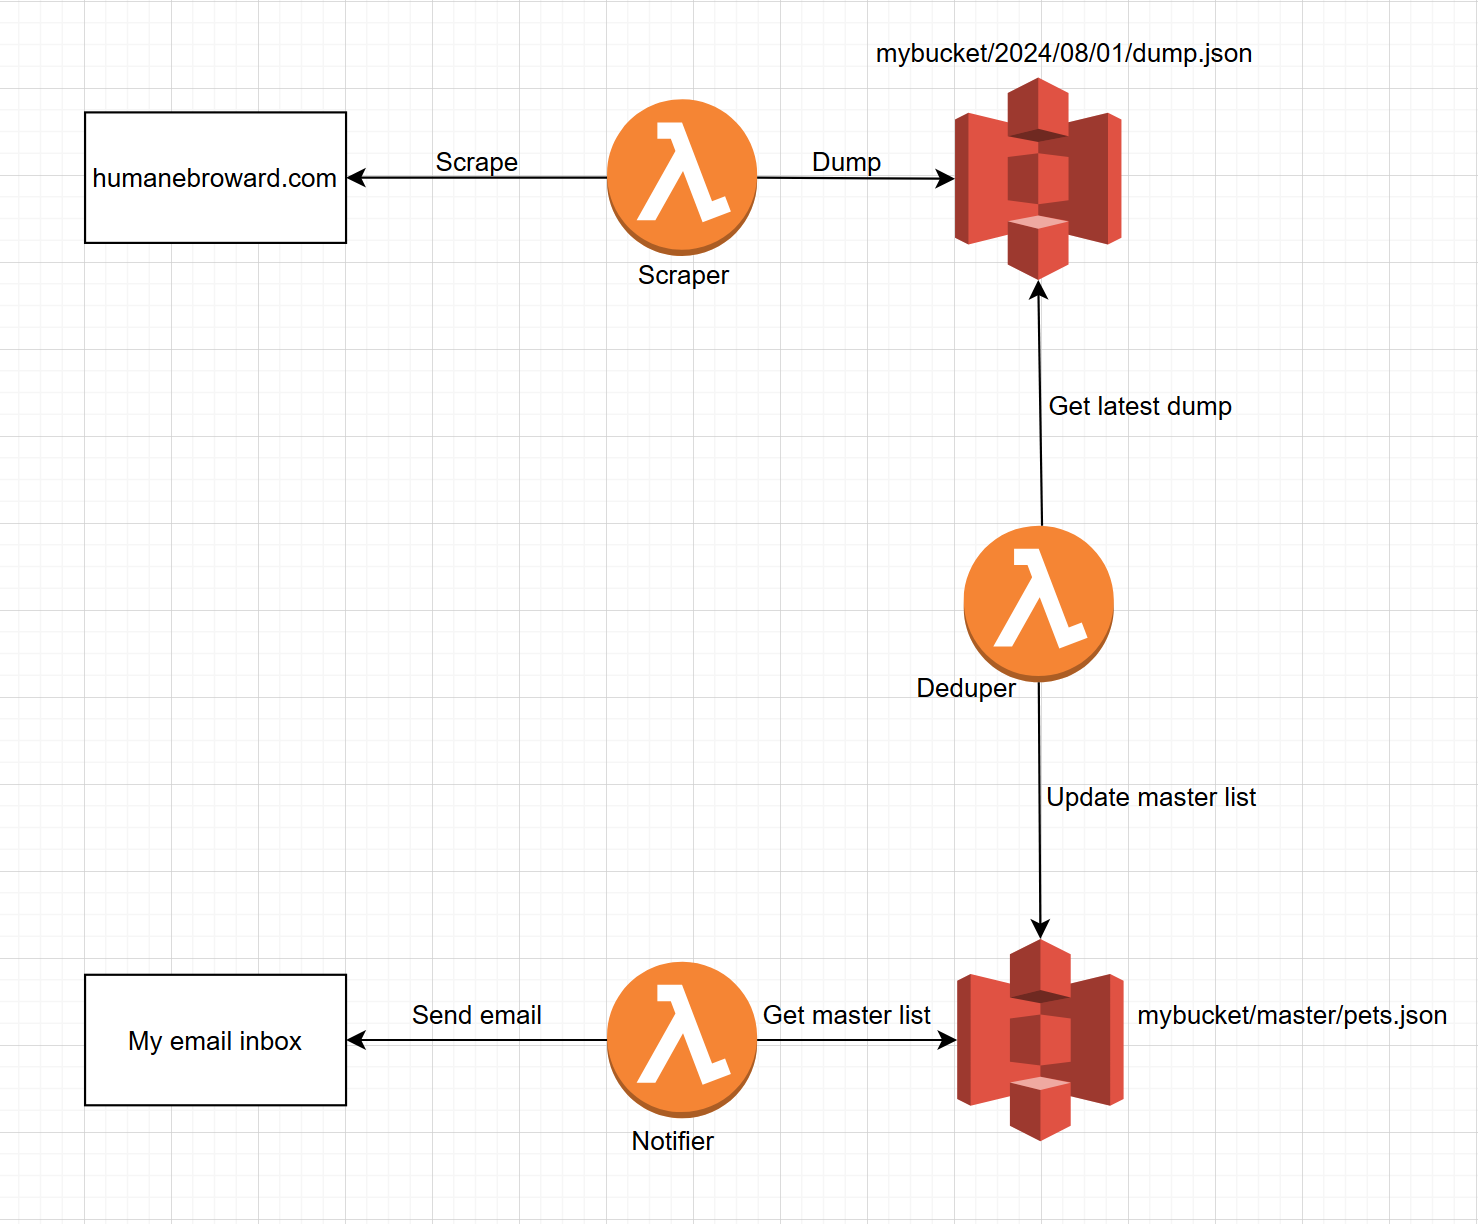 mybucket/2024/08/01/dump.json
humanebroward.com
Scrape
Dump
Scraper
Get latest dump
Deduper
Update master list
My email inbox
Send email
Get master list
mybucket/master/pets.json
Notifier